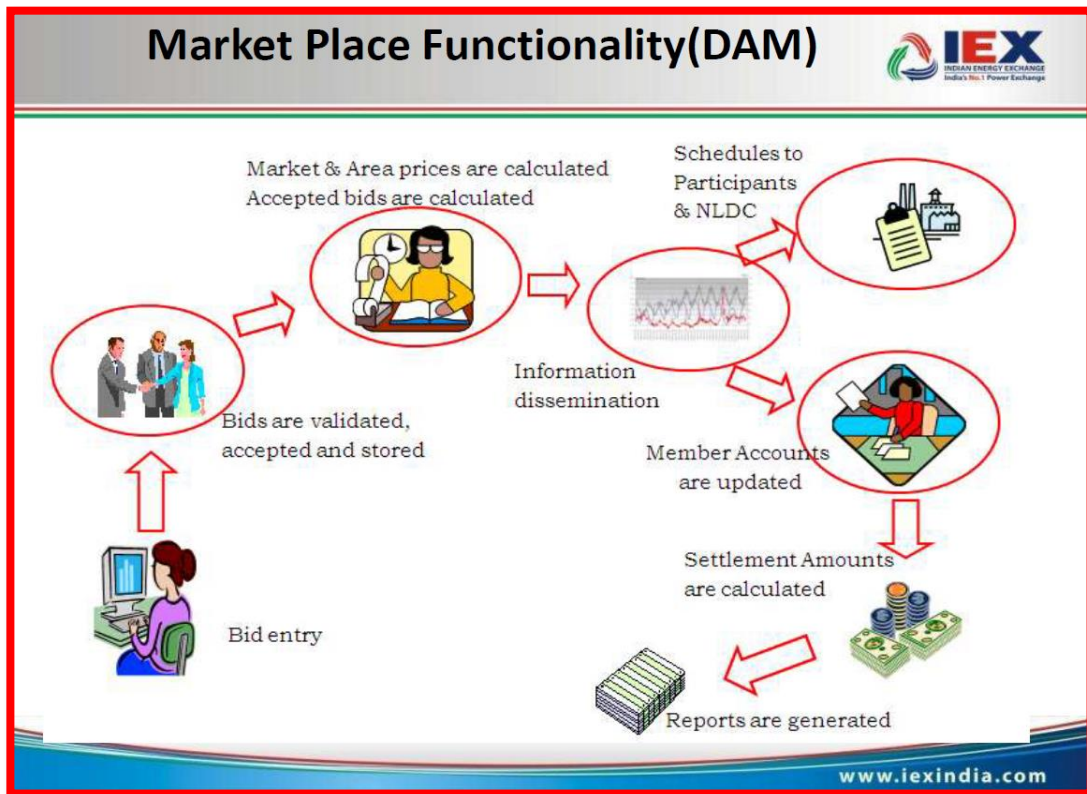 Market Place Functionality(DAM)
IEX
INDIAN ENERGY EXCHANGE
India's No.1 Power Exchange
Market & Area prices are calculated
Accepted bids are calculated
Schedules to
Participants
& NLDC
Information
dissemination
Bids are validated,
accepted and stored
Member Accounts
are updated
Settlement Amounts
are calculated
Bid entry
Reports are generated
www.iexindia.com